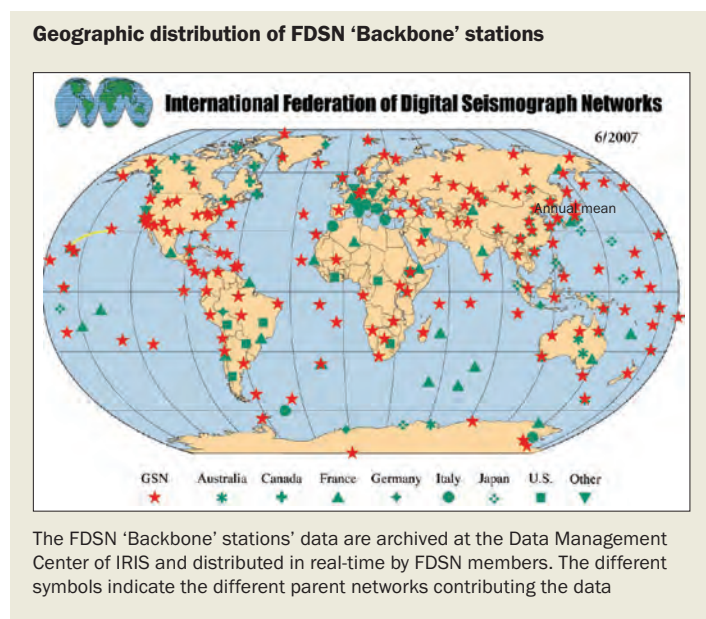 Geographic distribution of FDSN ‘Backbone’ stations
International Federation of Digital Seismograph Networks
6/2007
Annual mean
GSN Australia Canada France Germany Italy Japan U.S. Other
The FDSN ‘Backbone’ stations’ data are archived at the Data Management
Center of IRIS and distributed in real-time by FDSN members. The different
symbols indicate the different parent networks contributing the data